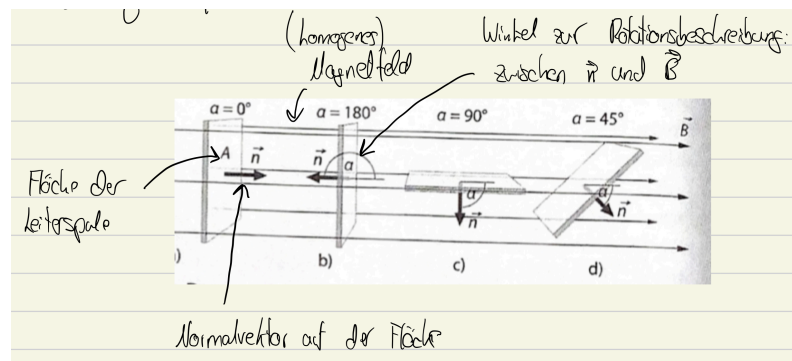 (homogenes)
Magnetfeld
Winkel zur Rotationsbeschreibung:
zwischen n⃗ und B⃗
α = 0°
α = 180°
α = 90°
α = 45°
B⃗
A
n⃗
n⃗
α
α
n⃗
α
n⃗
Fläche der
Leiterspule
)
b)
c)
d)
Normalvektor auf der Fläche